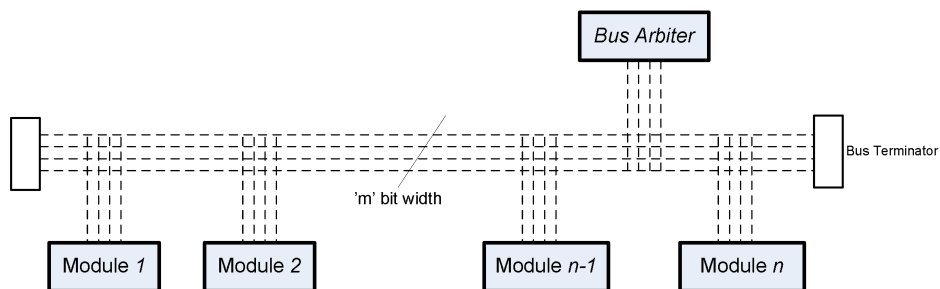 Bus Arbiter
Bus Terminator
'm' bit width
Module 1
Module 2
Module n-1
Module n